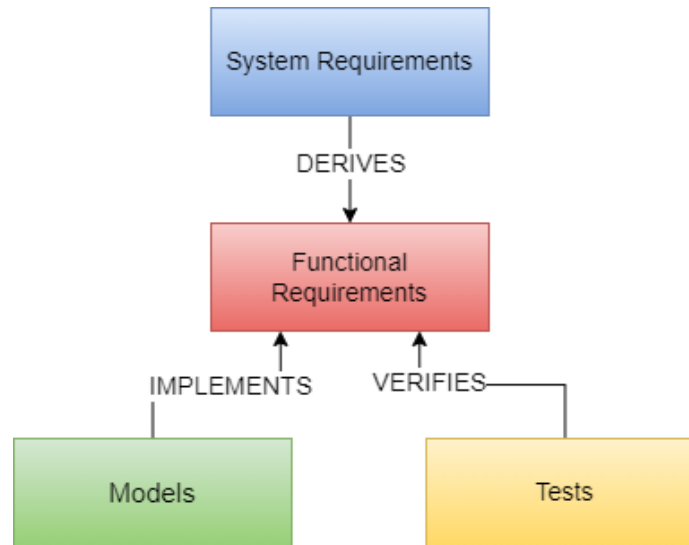 System Requirements
DERIVES
Functional
Requirements
IMPLEMENTS
VERIFIES
Models
Tests